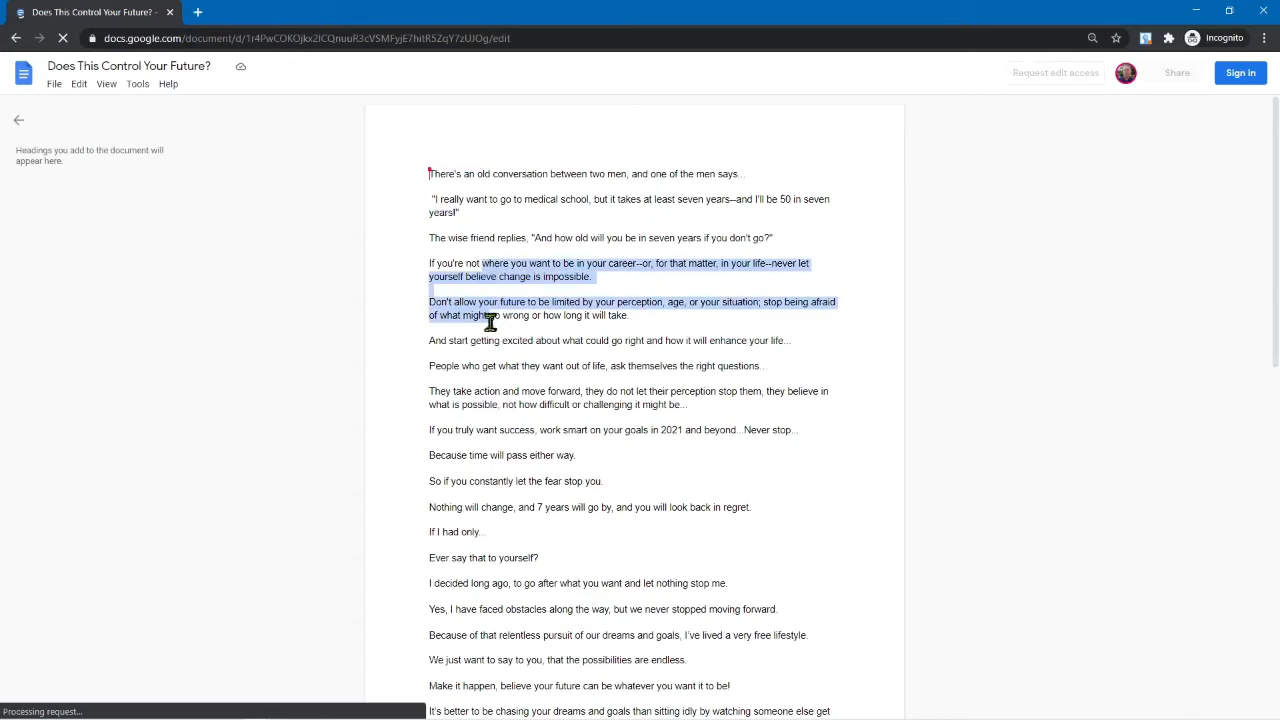 Does This Control Your Future? -
docs.google.com/document/d/1r4PwCOKOjkx2lCQnuuR3cVSMFyjE7hitR5ZqY7zUJOg/edit
Incognito
Does This Control Your Future?
Request edit access
Share
Sign in
File Edit View Tools Help
Headings you add to the document will
appear here.
There's an old conversation between two men, and one of the men says...
"I really want to go to medical school, but it takes at least seven years--and I'll be 50 in seven
years!"
The wise friend replies, "And how old will you be in seven years if you don't go?"
If you're not where you want to be in your career--or, for that matter, in your life--never let
yourself believe change is impossible.
Don't allow your future to be limited by your perception, age, or your situation; stop being afraid
of what might go wrong or how long it will take.
And start getting excited about what could go right and how it will enhance your life...
People who get what they want out of life, ask themselves the right questions...
They take action and move forward, they do not let their perception stop them, they believe in
what is possible, not how difficult or challenging it might be...
If you truly want success, work smart on your goals in 2021 and beyond...Never stop...
Because time will pass either way.
So if you constantly let the fear stop you.
Nothing will change, and 7 years will go by, and you will look back in regret.
If I had only...
Ever say that to yourself?
I decided long ago, to go after what you want and let nothing stop me.
Yes, I have faced obstacles along the way, but we never stopped moving forward.
Because of that relentless pursuit of our dreams and goals, I've lived a very free lifestyle.
We just want to say to you, that the possibilities are endless.
Make it happen, believe your future can be whatever you want it to be!
It's better to be chasing your dreams and goals than sitting idly by watching someone else get
Processing request...